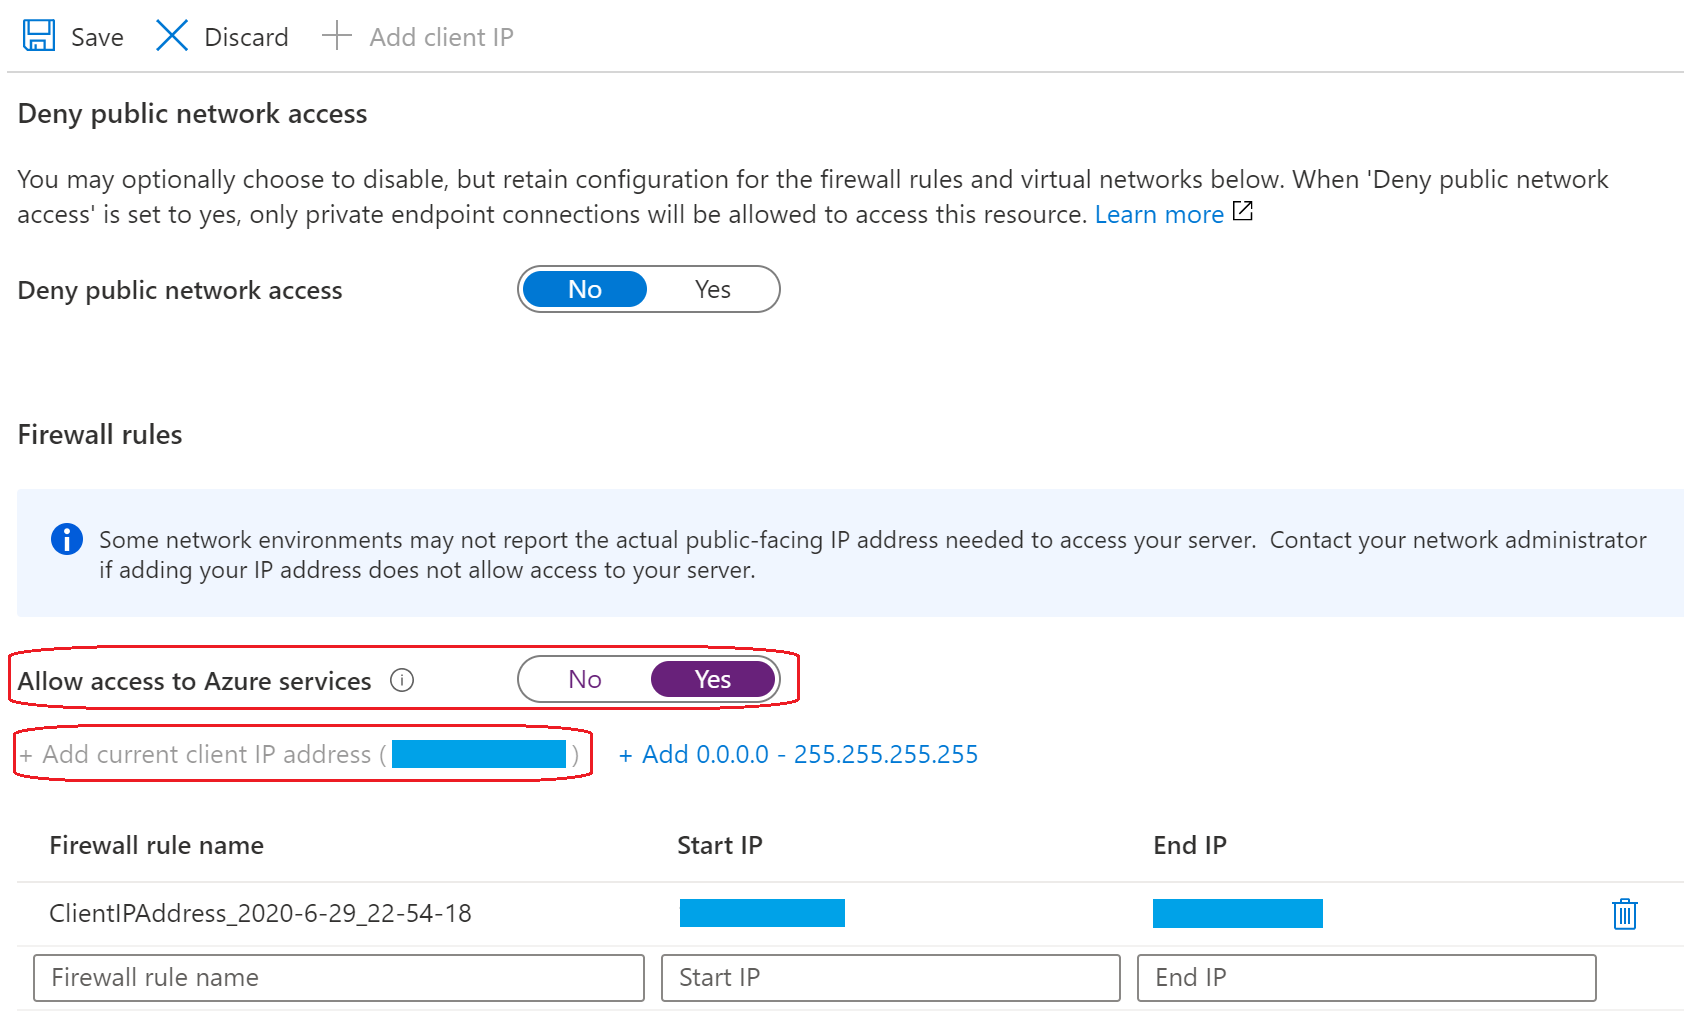 Save Discard Add client IP
Deny public network access
You may optionally choose to disable, but retain configuration for the firewall rules and virtual networks below. When 'Deny public network
access' is set to yes, only private endpoint connections will be allowed to access this resource. Learn more
Deny public network access No Yes
Firewall rules
Some network environments may not report the actual public-facing IP address needed to access your server.  Contact your network administrator
if adding your IP address does not allow access to your server.
Allow access to Azure services No Yes
+ Add current client IP address ( ) + Add 0.0.0.0 - 255.255.255.255
Firewall rule name Start IP End IP
ClientIPAddress_2020-6-29_22-54-18
Firewall rule name Start IP End IP